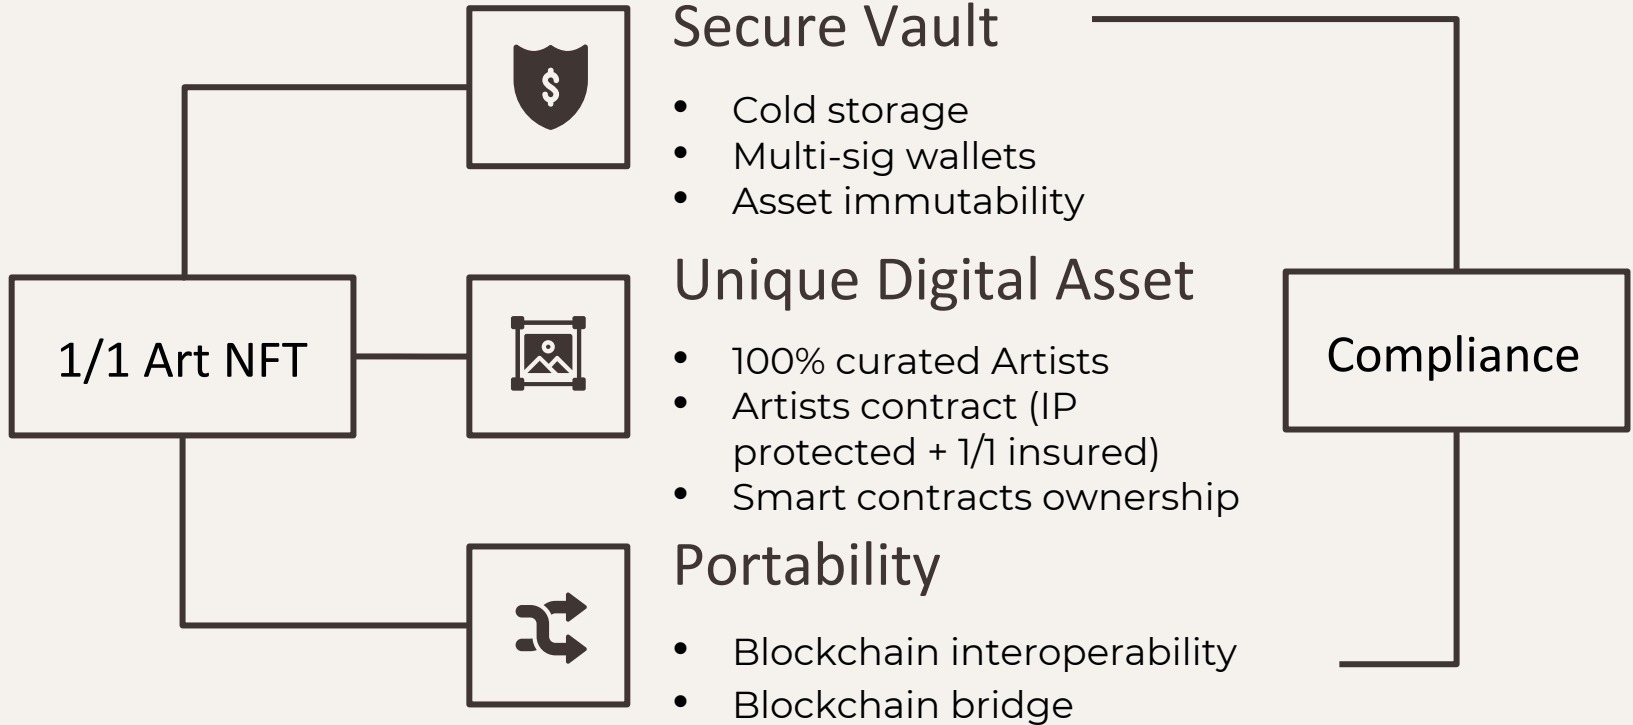 Secure Vault
• Cold storage
• Multi-sig wallets
• Asset immutability
1/1 Art NFT
Unique Digital Asset
• 100% curated Artists
• Artists contract (IP
protected + 1/1 insured)
• Smart contracts ownership
Compliance
Portability
• Blockchain interoperability
• Blockchain bridge
$